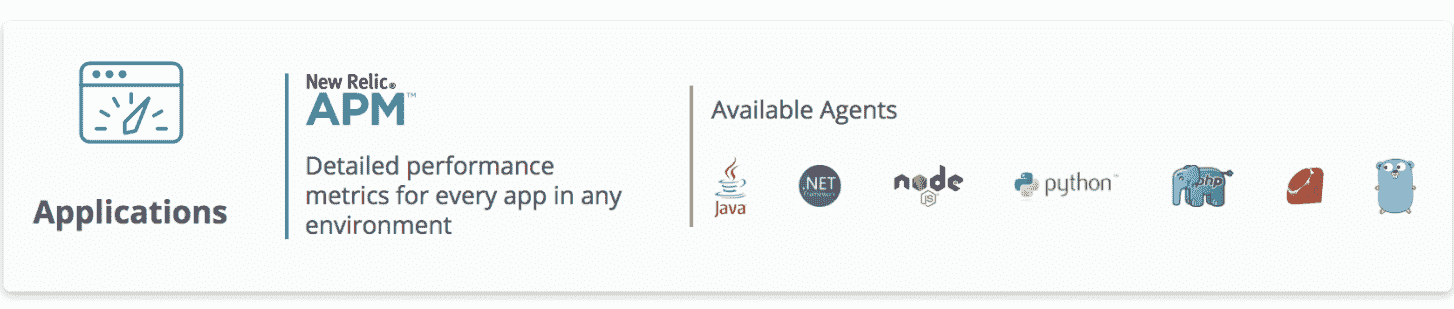 Applications
New Relic®
APM™
Detailed performance
metrics for every app in any
environment
Available Agents
Java
.NET
Framework
node
JS
python™
php